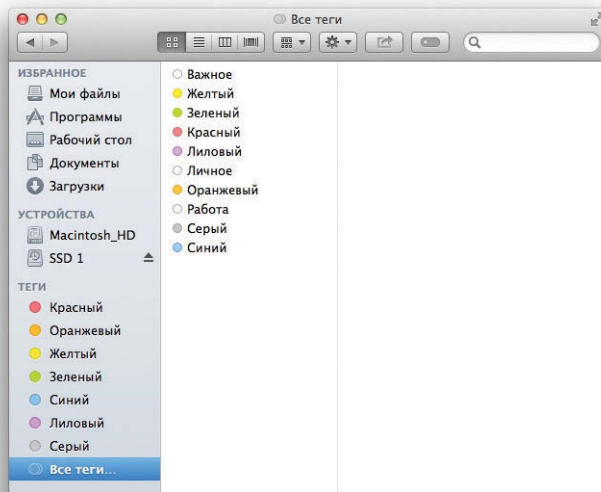 Все теги
ИЗБРАННОЕ
Мои файлы
Программы
Рабочий стол
Документы
Загрузки
УСТРОЙСТВА
Macintosh_HD
SSD 1
ТЕГИ
Красный
Оранжевый
Желтый
Зеленый
Синий
Лиловый
Серый
Все теги...
Важное
Желтый
Зеленый
Красный
Лиловый
Личное
Оранжевый
Работа
Серый
Синий